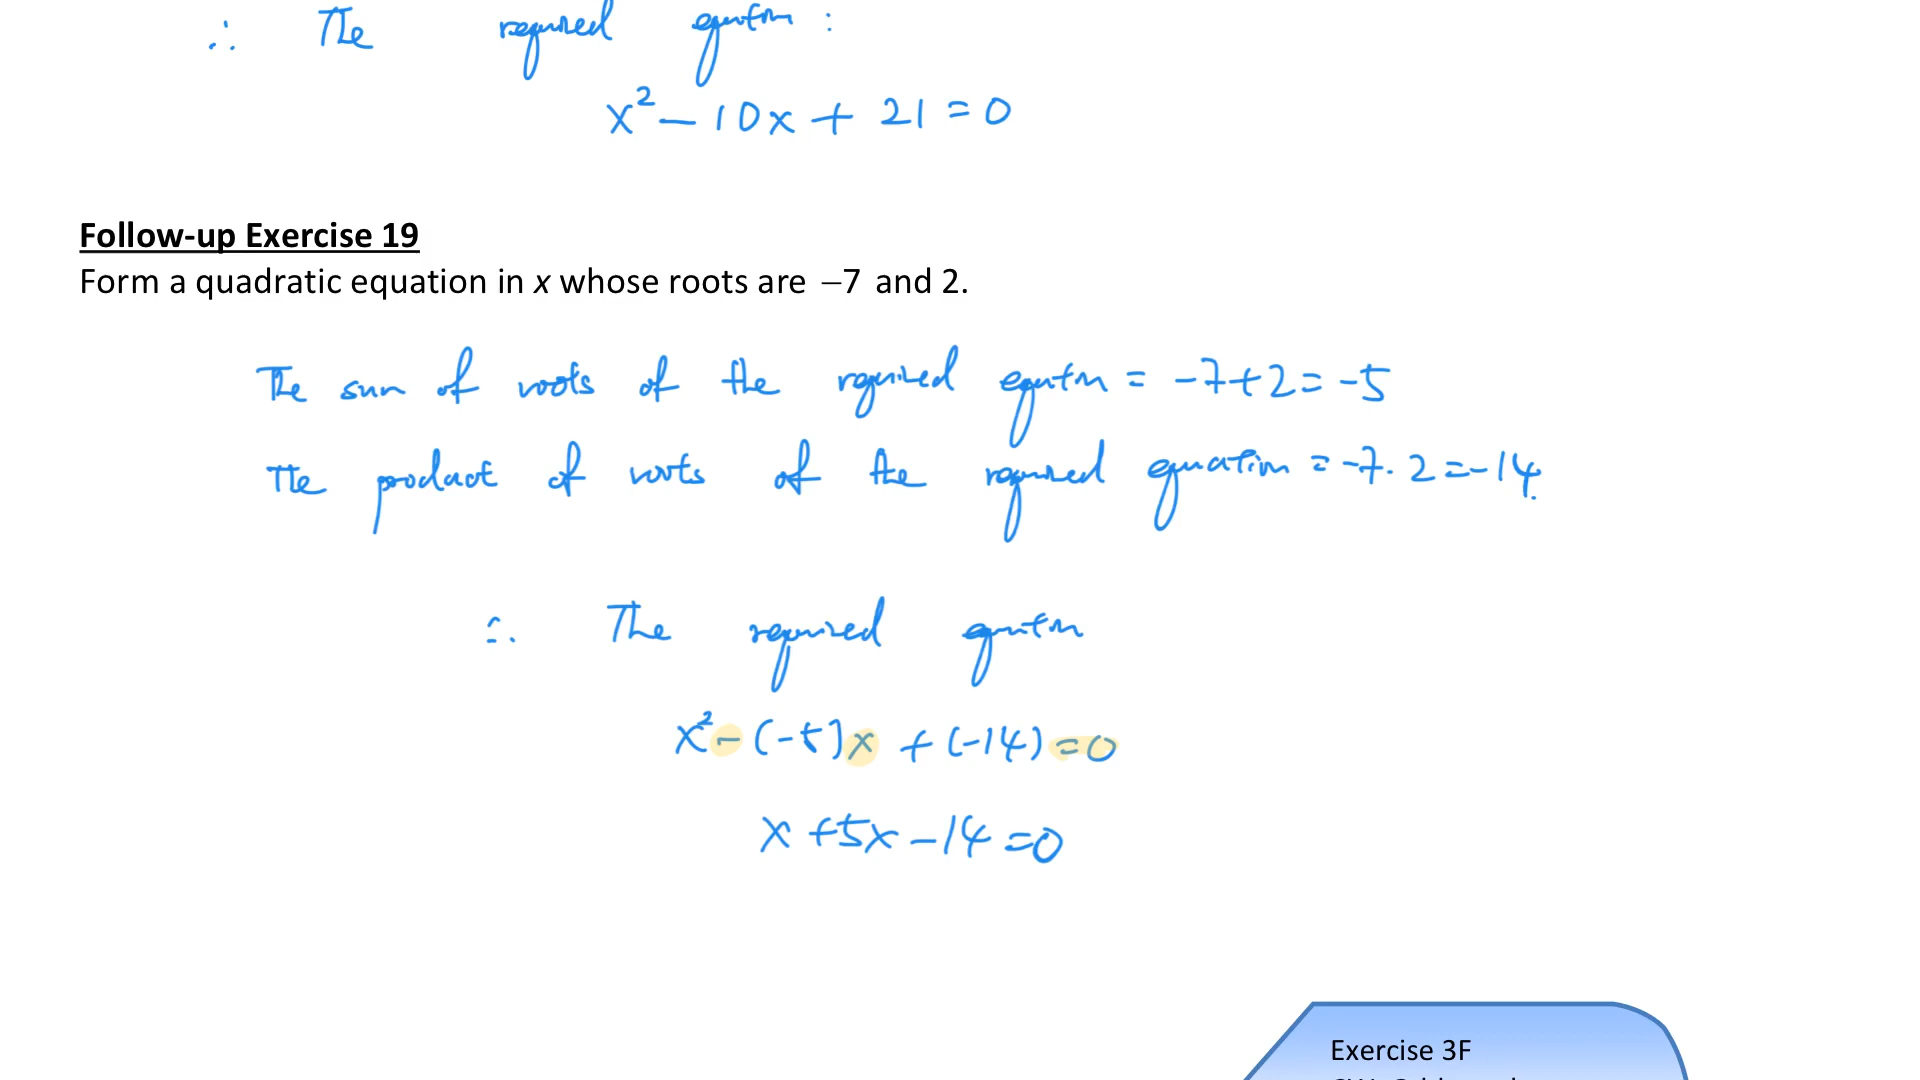 ∴ The required equation :
x² − 10x + 21 = 0
Follow-up Exercise 19
Form a quadratic equation in x whose roots are −7 and 2.
The sum of roots of the required equation = -7+2 = -5
The product of roots of the required equation = -7 · 2 = -14.
∴ The required equation
x² - (-5)x + (-14) = 0
x + 5x - 14 = 0
Exercise 3F